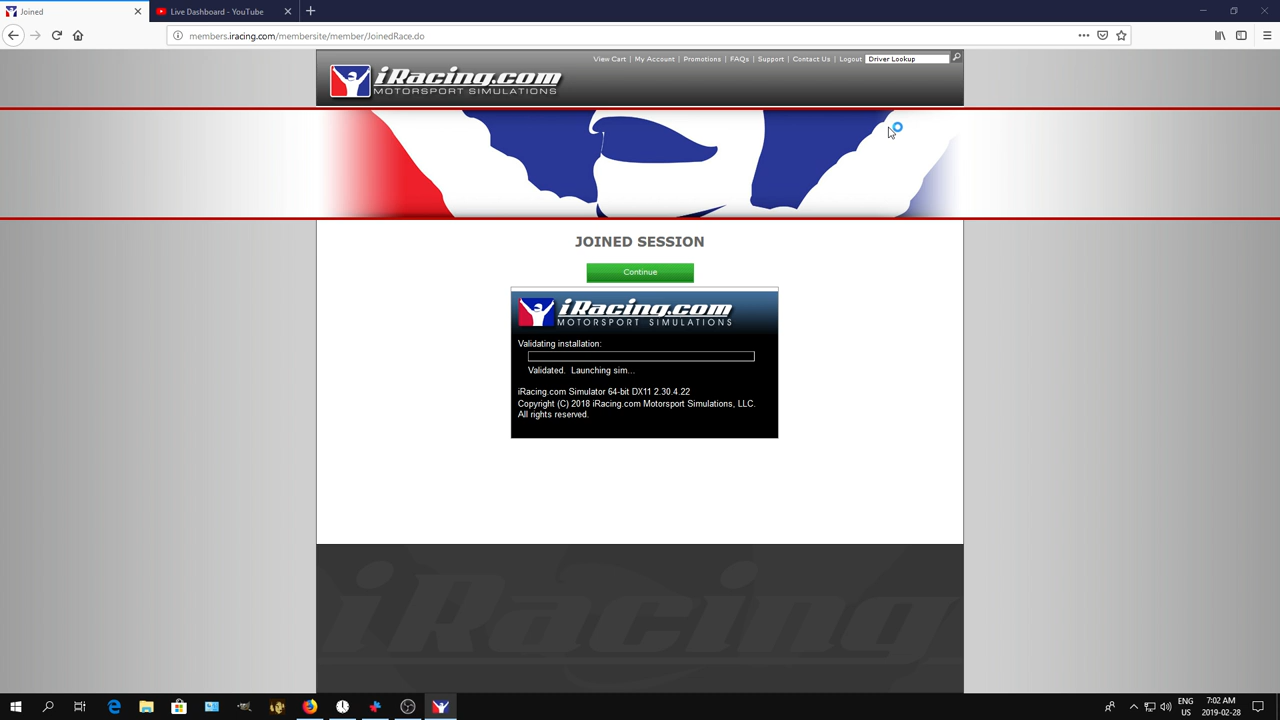 Joined
Live Dashboard - YouTube
members.iracing.com/membersite/member/JoinedRace.do
View Cart | My Account | Promotions | FAQs | Support | Contact Us | Logout
Driver Lookup
iRacing.com
MOTORSPORT SIMULATIONS
JOINED SESSION
Continue
iRacing.com
MOTORSPORT SIMULATIONS
Validating installation:
Validated. Launching sim...
iRacing.com Simulator 64-bit DX11 2.30.4.22
Copyright (C) 2018 iRacing.com Motorsport Simulations, LLC.
All rights reserved.
iRacing
ENG
US
7:02 AM
2019-02-28